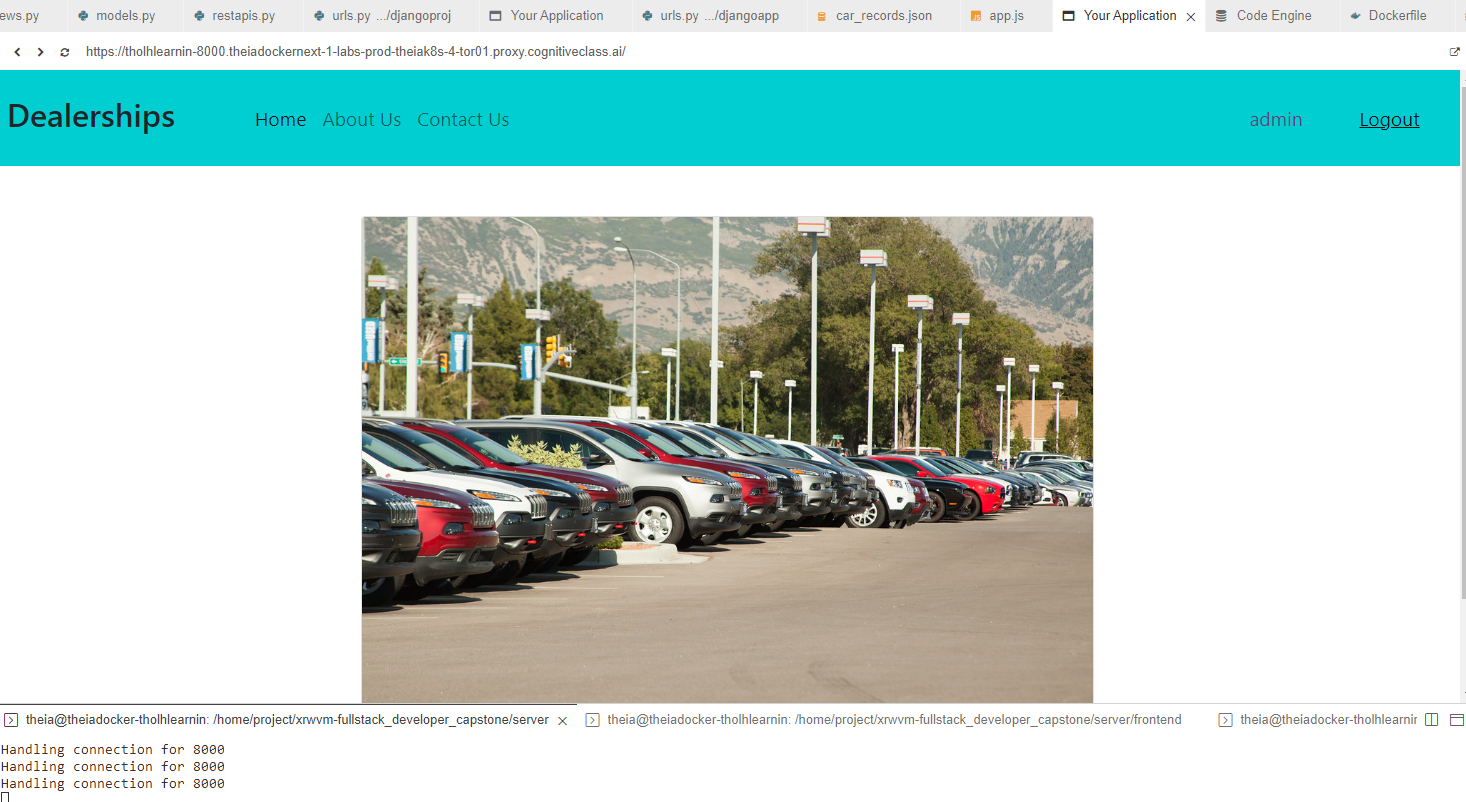 ews.py models.py restapis.py urls.py .../djangoproj Your Application urls.py .../djangoapp car_records.json app.js Your Application Code Engine Dockerfile
https://tholhlearnin-8000.theiadockernext-1-labs-prod-theiak8s-4-tor01.proxy.cognitiveclass.ai/
Dealerships Home About Us Contact Us admin Logout
theia@theiadocker-tholhlearnin: /home/project/xrwvm-fullstack_developer_capstone/server theia@theiadocker-tholhlearnin: /home/project/xrwvm-fullstack_developer_capstone/server/frontend theia@theiadocker-tholhlearnir
Handling connection for 8000
Handling connection for 8000
Handling connection for 8000